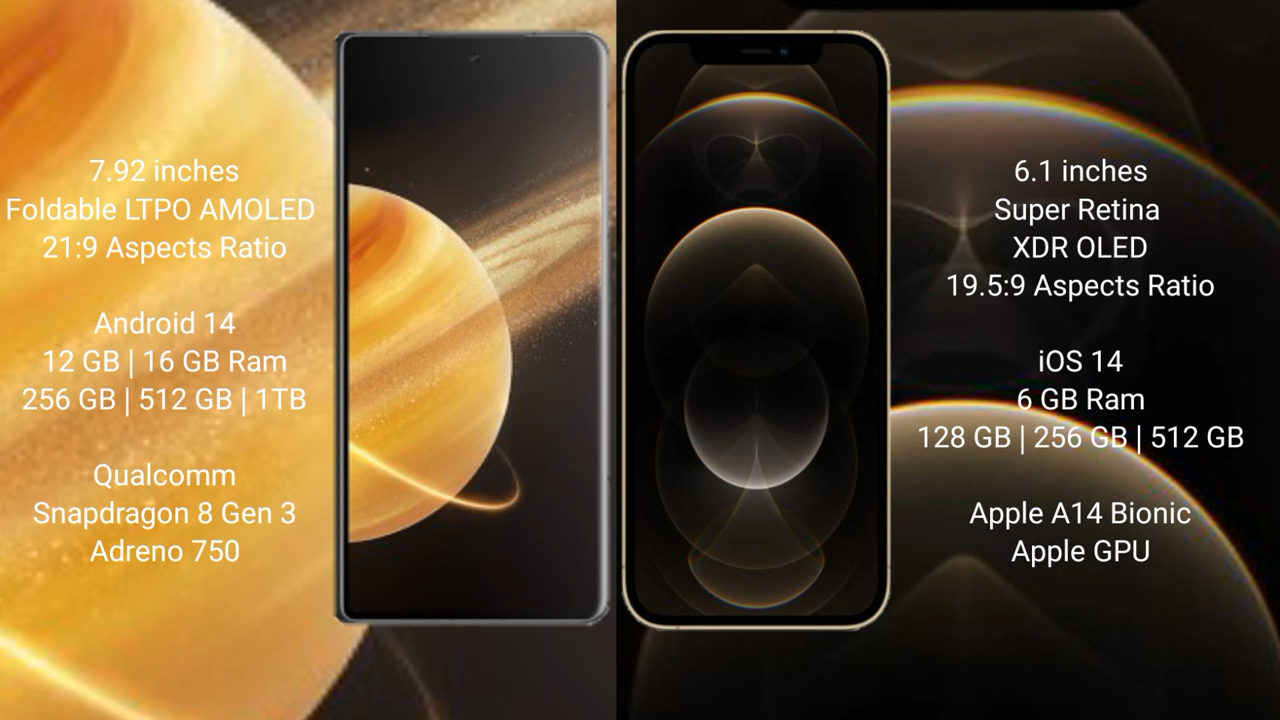 7.92 inches
Foldable LTPO AMOLED
21:9 Aspects Ratio
Android 14
12 GB | 16 GB Ram
256 GB | 512 GB | 1TB
Qualcomm
Snapdragon 8 Gen 3
Adreno 750
6.1 inches
Super Retina
XDR OLED
19.5:9 Aspects Ratio
iOS 14
6 GB Ram
128 GB | 256 GB | 512 GB
Apple A14 Bionic
Apple GPU